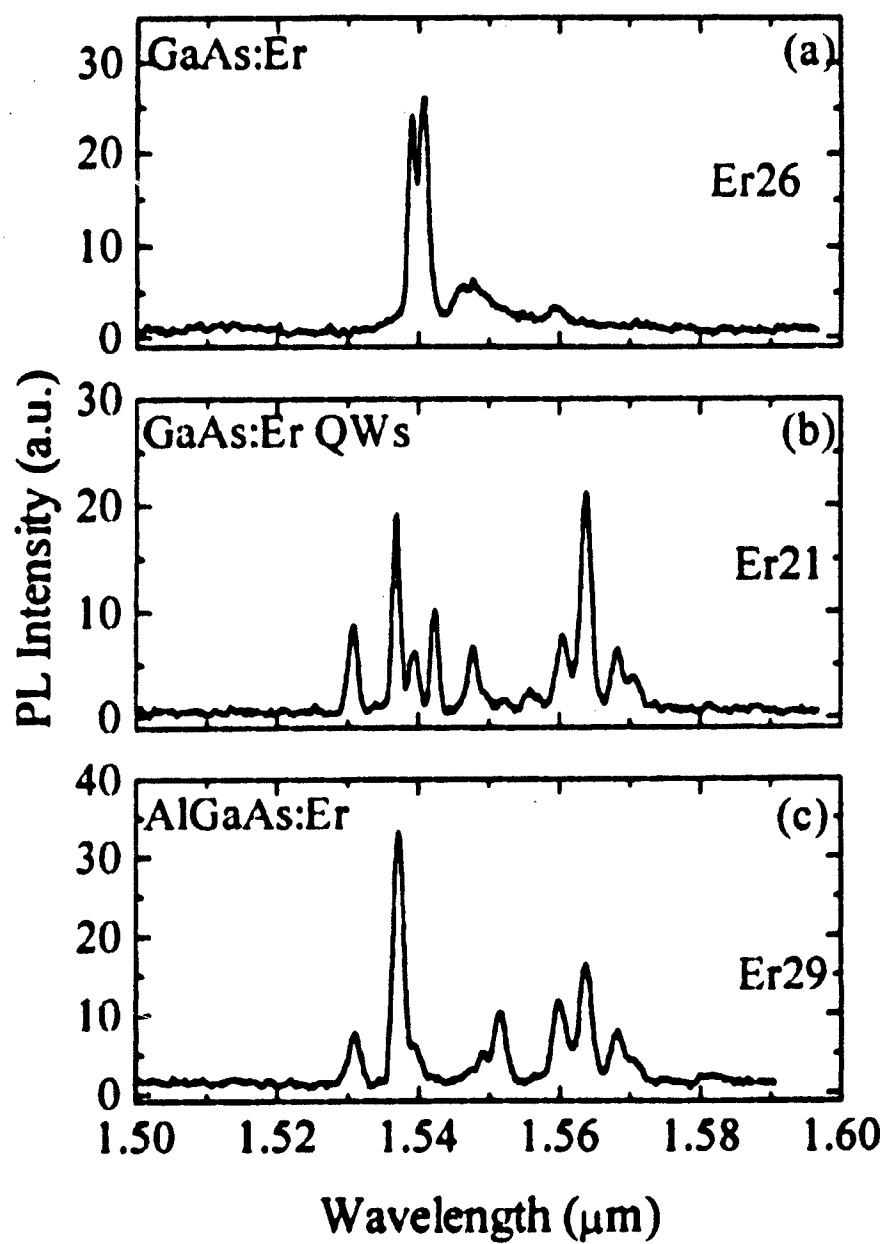 GaAs:Er (a)
30
Er26
20
10
0
PL Intensity (a.u.)
30
GaAs:Er QWs (b)
20
Er21
10
0
40
AlGaAs:Er (c)
30
20
Er29
10
0
1.50 1.52 1.54 1.56 1.58 1.60
Wavelength (μm)